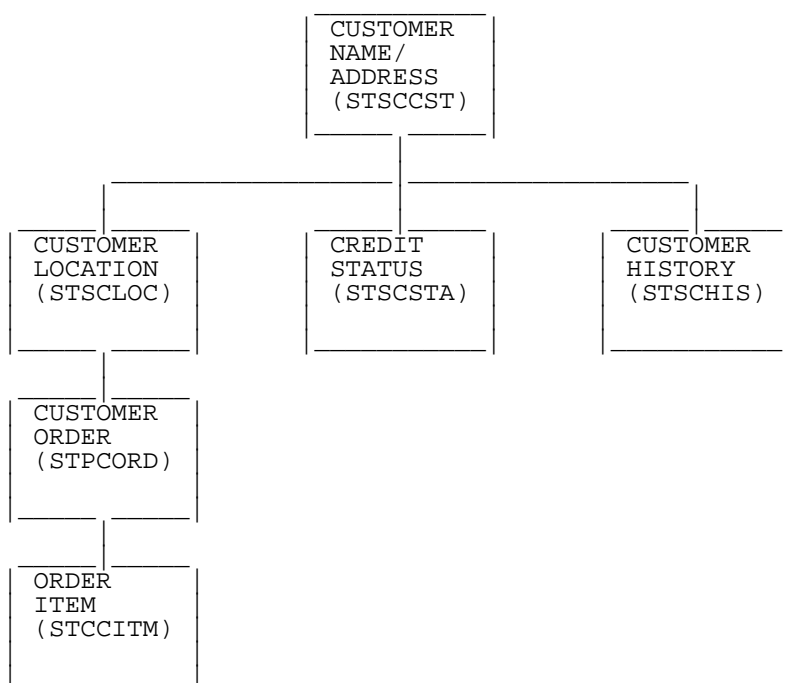 CUSTOMER
NAME/
ADDRESS
(STSCCST)
CUSTOMER
LOCATION
(STSCLOC)
CREDIT
STATUS
(STSCSTA)
CUSTOMER
HISTORY
(STSCHIS)
CUSTOMER
ORDER
(STPCORD)
ORDER
ITEM
(STCCITM)